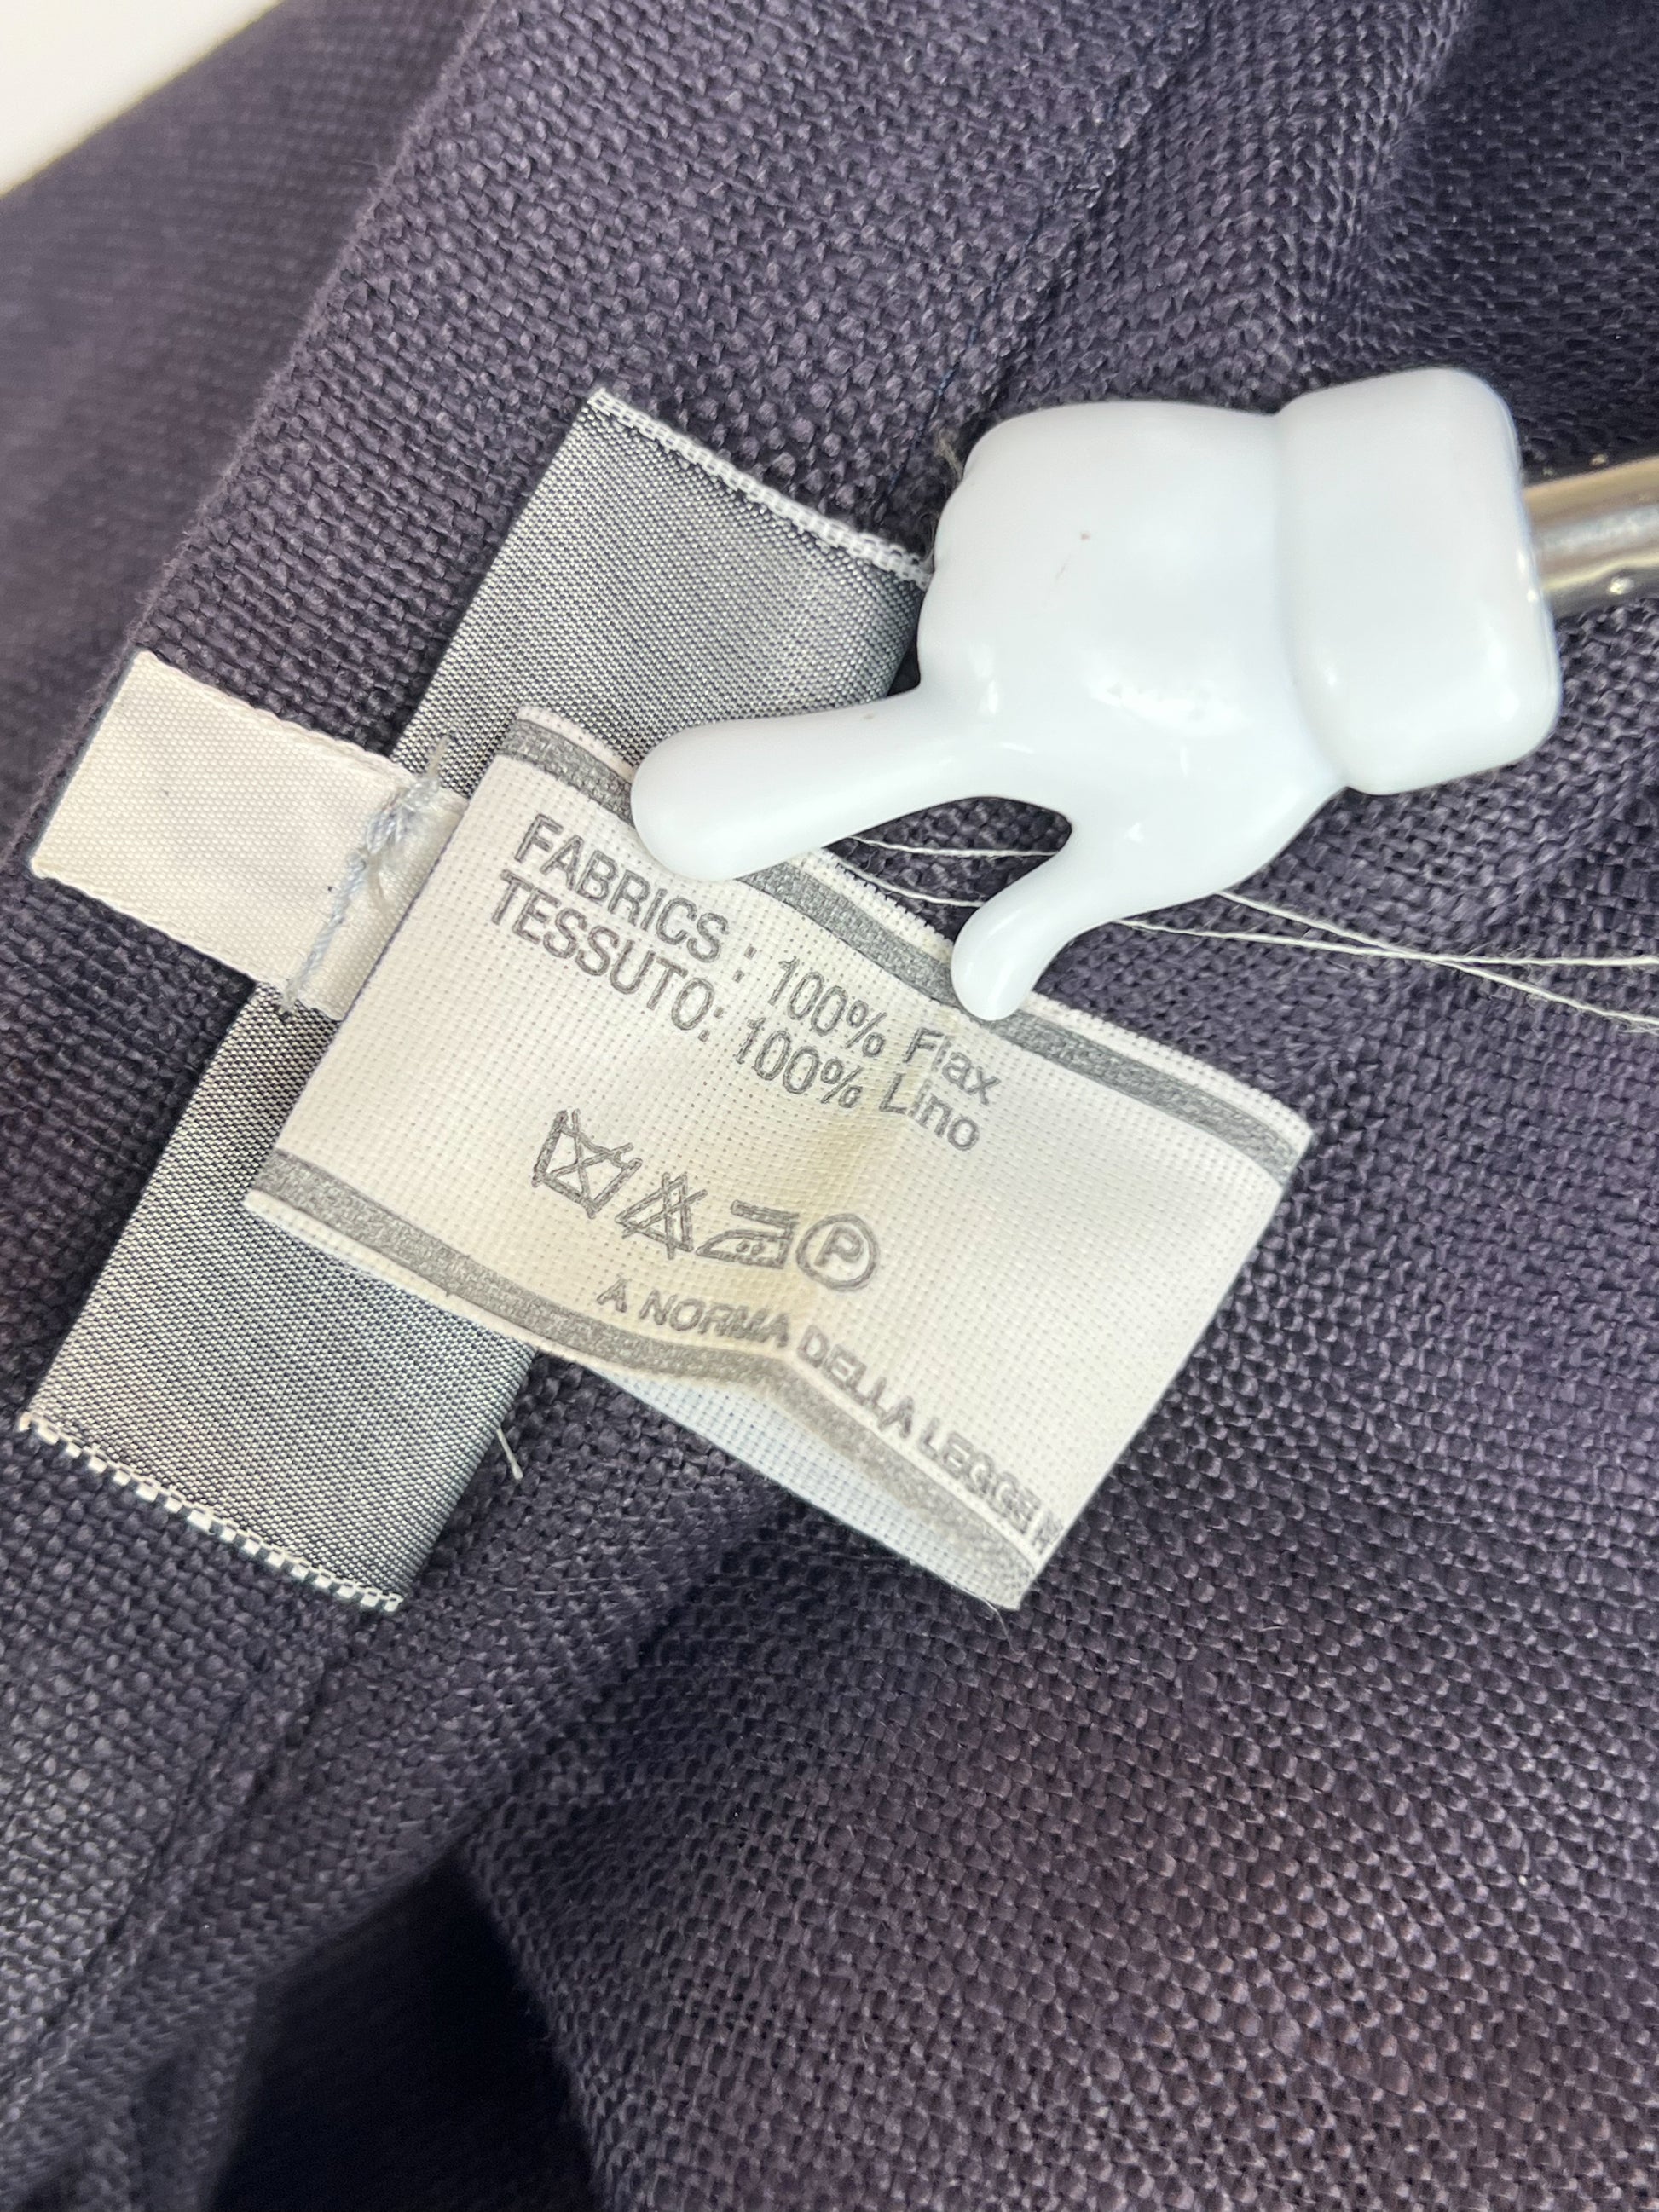 FABRICS : 100% Flax
TESSUTO: 100% Lino
P
A NORMA DELLA LEGGE